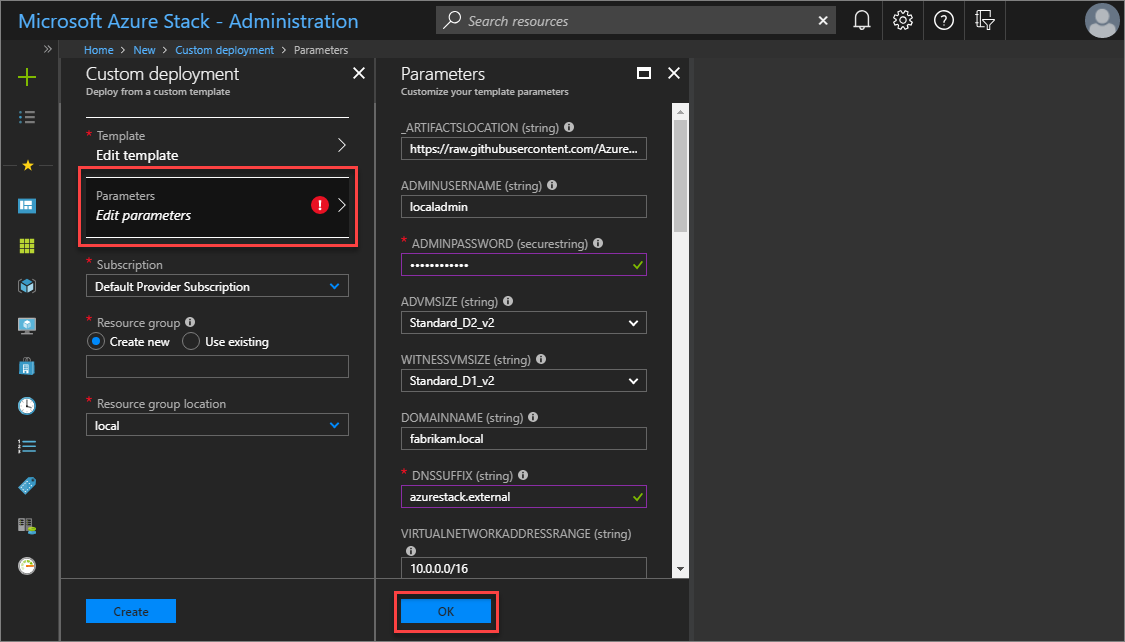 Microsoft Azure Stack - Administration
Search resources
Home > New > Custom deployment > Parameters
Custom deployment
Deploy from a custom template
* Template
Edit template
Parameters
Edit parameters
* Subscription
Default Provider Subscription
* Resource group
Create new
Use existing
* Resource group location
local
Create
Parameters
Customize your template parameters
_ARTIFACTSLOCATION (string)
https://raw.githubusercontent.com/Azure...
ADMINUSERNAME (string)
localadmin
* ADMINPASSWORD (securestring)
••••••••••••
ADVMSIZE (string)
Standard_D2_v2
WITNESSVMSIZE (string)
Standard_D1_v2
DOMAINNAME (string)
fabrikam.local
* DNSSUFFIX (string)
azurestack.external
VIRTUALNETWORKADDRESSRANGE (string)
10.0.0.0/16
OK